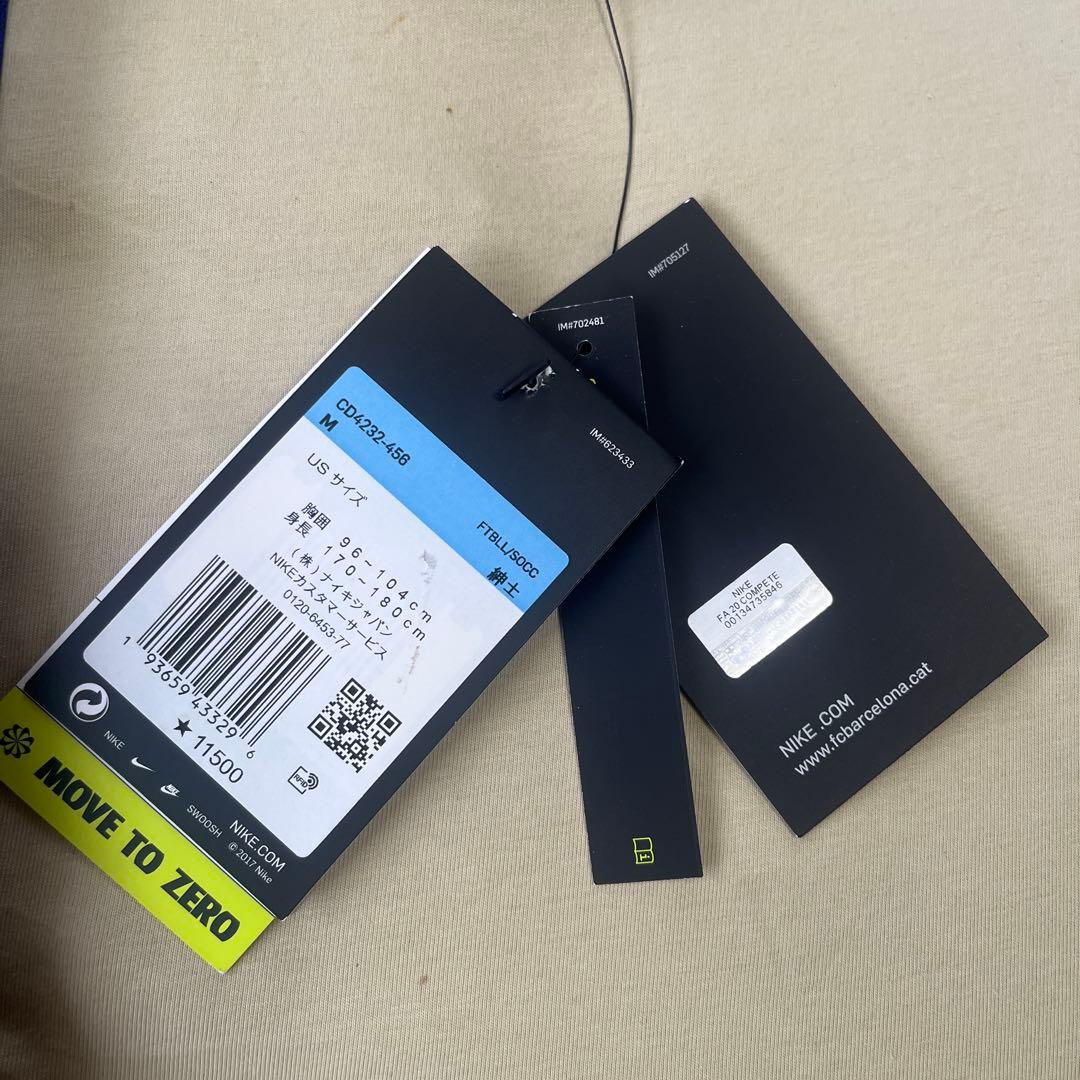 CD4232-456
M
FTBLL/SOCC
紳士
US サイズ
胸囲 96~104cm
身長 170~180cm
(株)ナイキジャパン
NIKEカスタマーサービス
0120-6453-77
1 93659 43329 6
★11500
RFID
NIKE
SWOOSH
NIKE.COM
© 2017 Nike
IM#623433
MOVE TO ZERO
IM#702481
IM#705127
NIKE
FA 20 COMPETE
00134735846
NIKE .COM
www.fcbarcelona.cat